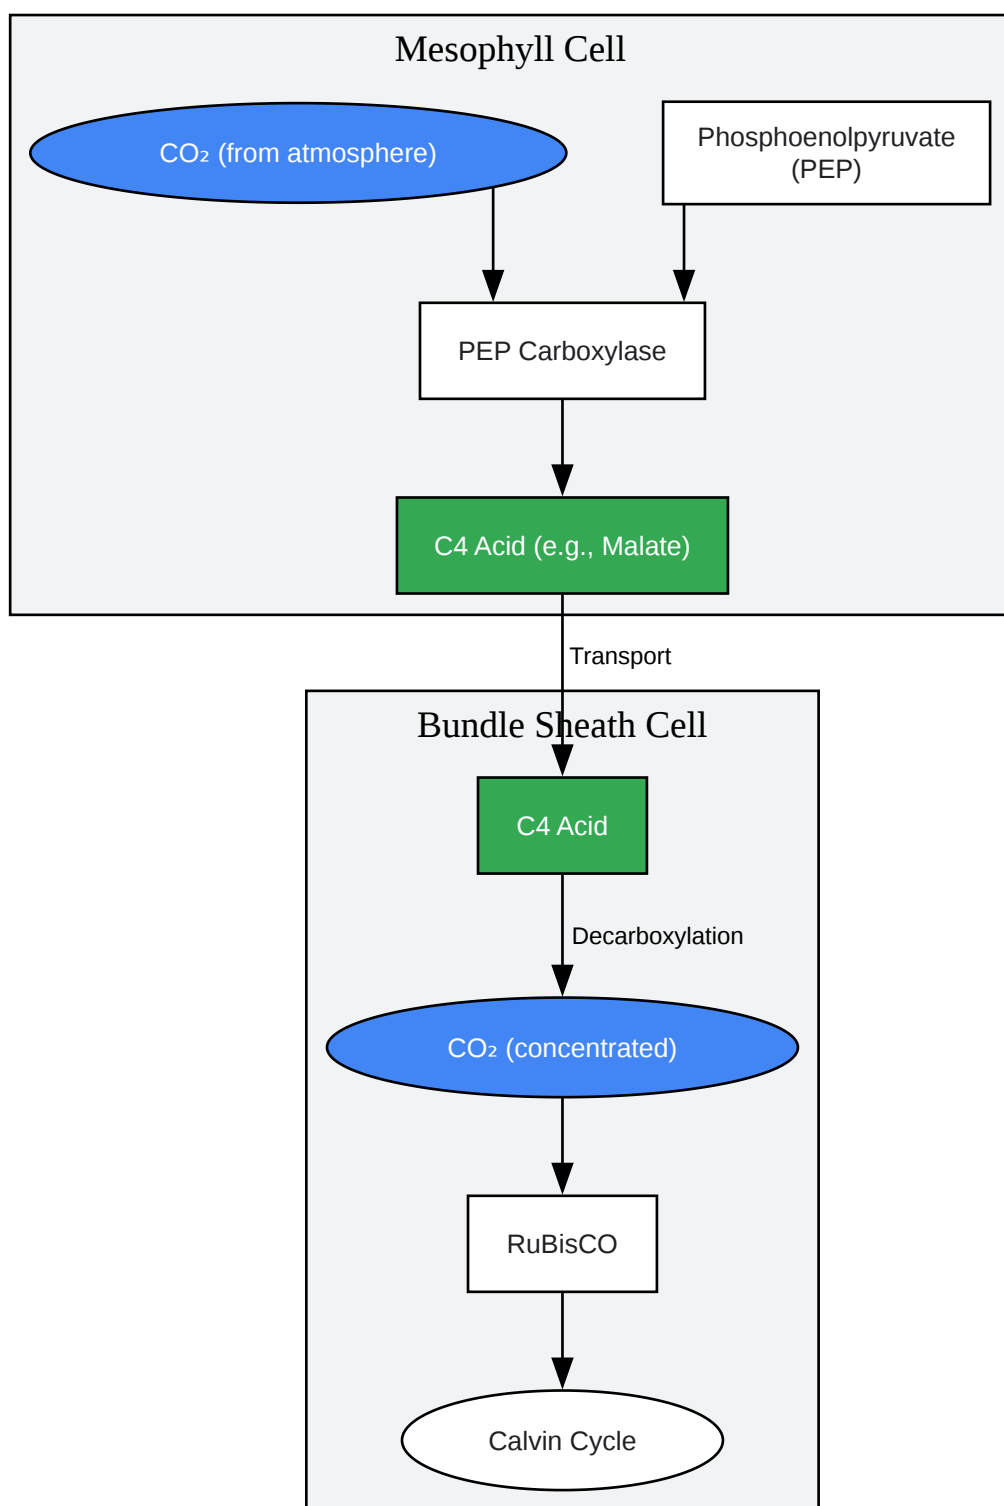 Mesophyll Cell
CO₂ (from atmosphere)
Phosphoenolpyruvate
(PEP)
PEP Carboxylase
C4 Acid (e.g., Malate)
Transport
Bundle Sheath Cell
C4 Acid
Decarboxylation
CO₂ (concentrated)
RuBisCO
Calvin Cycle